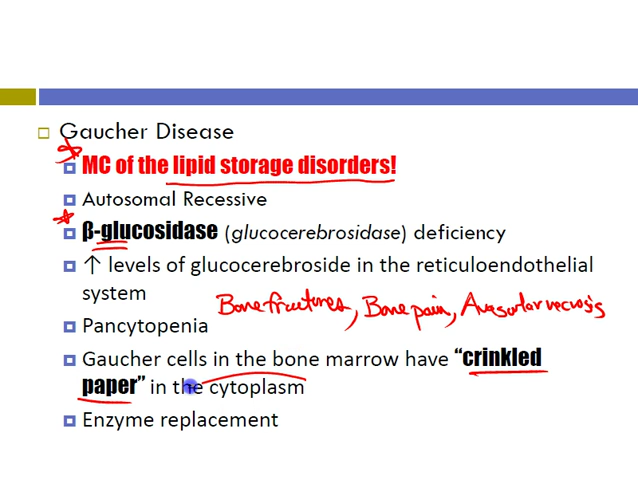 Gaucher Disease
MC of the lipid storage disorders!
Autosomal Recessive
β-glucosidase (glucocerebrosidase) deficiency
↑ levels of glucocerebroside in the reticuloendothelial
system
Bone fractures, Bone pain, Avascular necrosis
Pancytopenia
Gaucher cells in the bone marrow have “crinkled
paper” in the cytoplasm
Enzyme replacement